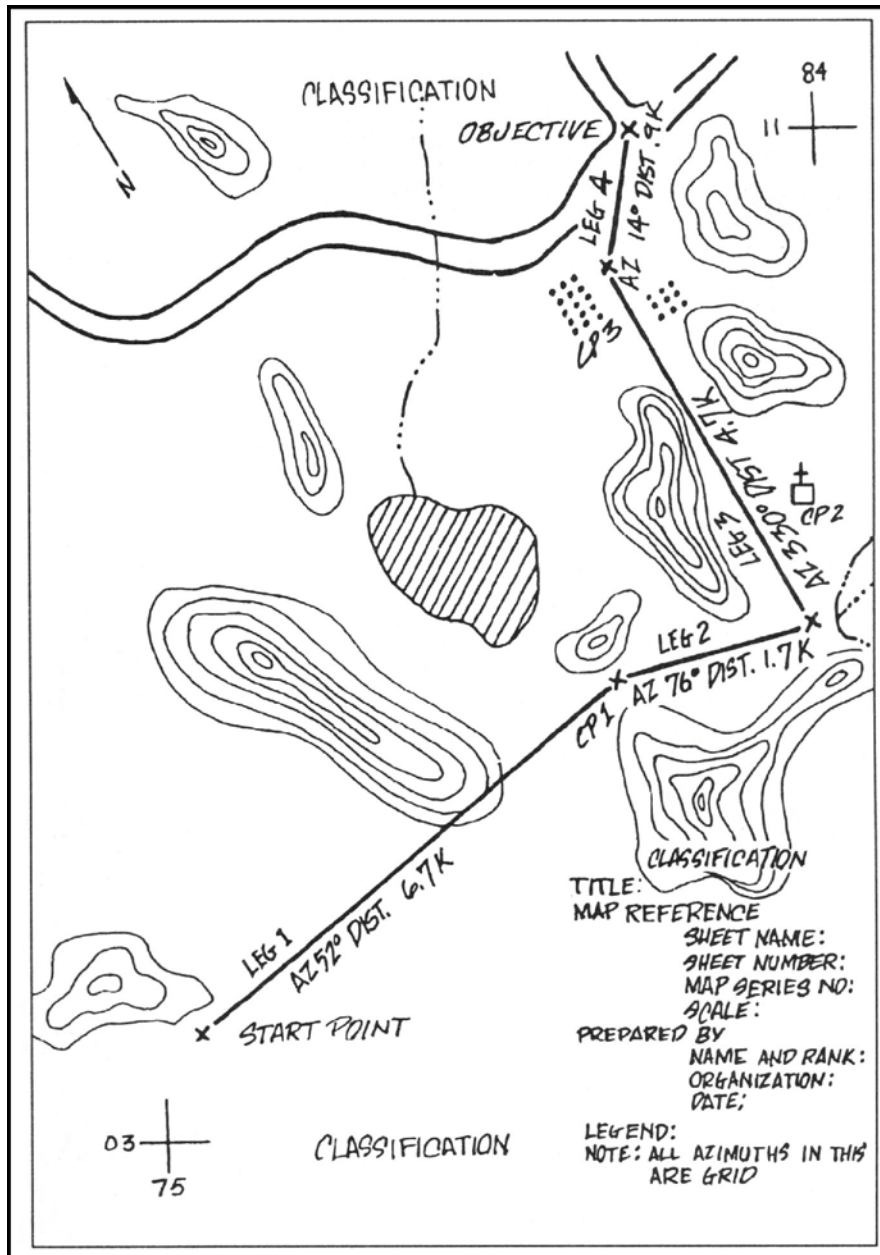 CLASSIFICATION
84
11
OBJECTIVE
N
LEG 4
AZ 14° DIST. .9K
CP3
LEG 3
AZ 330° DIST 4.7K
CP2
LEG 2
AZ 76° DIST. 1.7K
CP1
LEG 1
AZ 52° DIST. 6.7K
START POINT
CLASSIFICATION
TITLE:
MAP REFERENCE
SHEET NAME:
SHEET NUMBER:
MAP SERIES NO:
SCALE:
PREPARED BY
NAME AND RANK:
ORGANIZATION:
DATE;
LEGEND:
NOTE: ALL AZIMUTHS IN THIS
ARE GRID
03
75
CLASSIFICATION